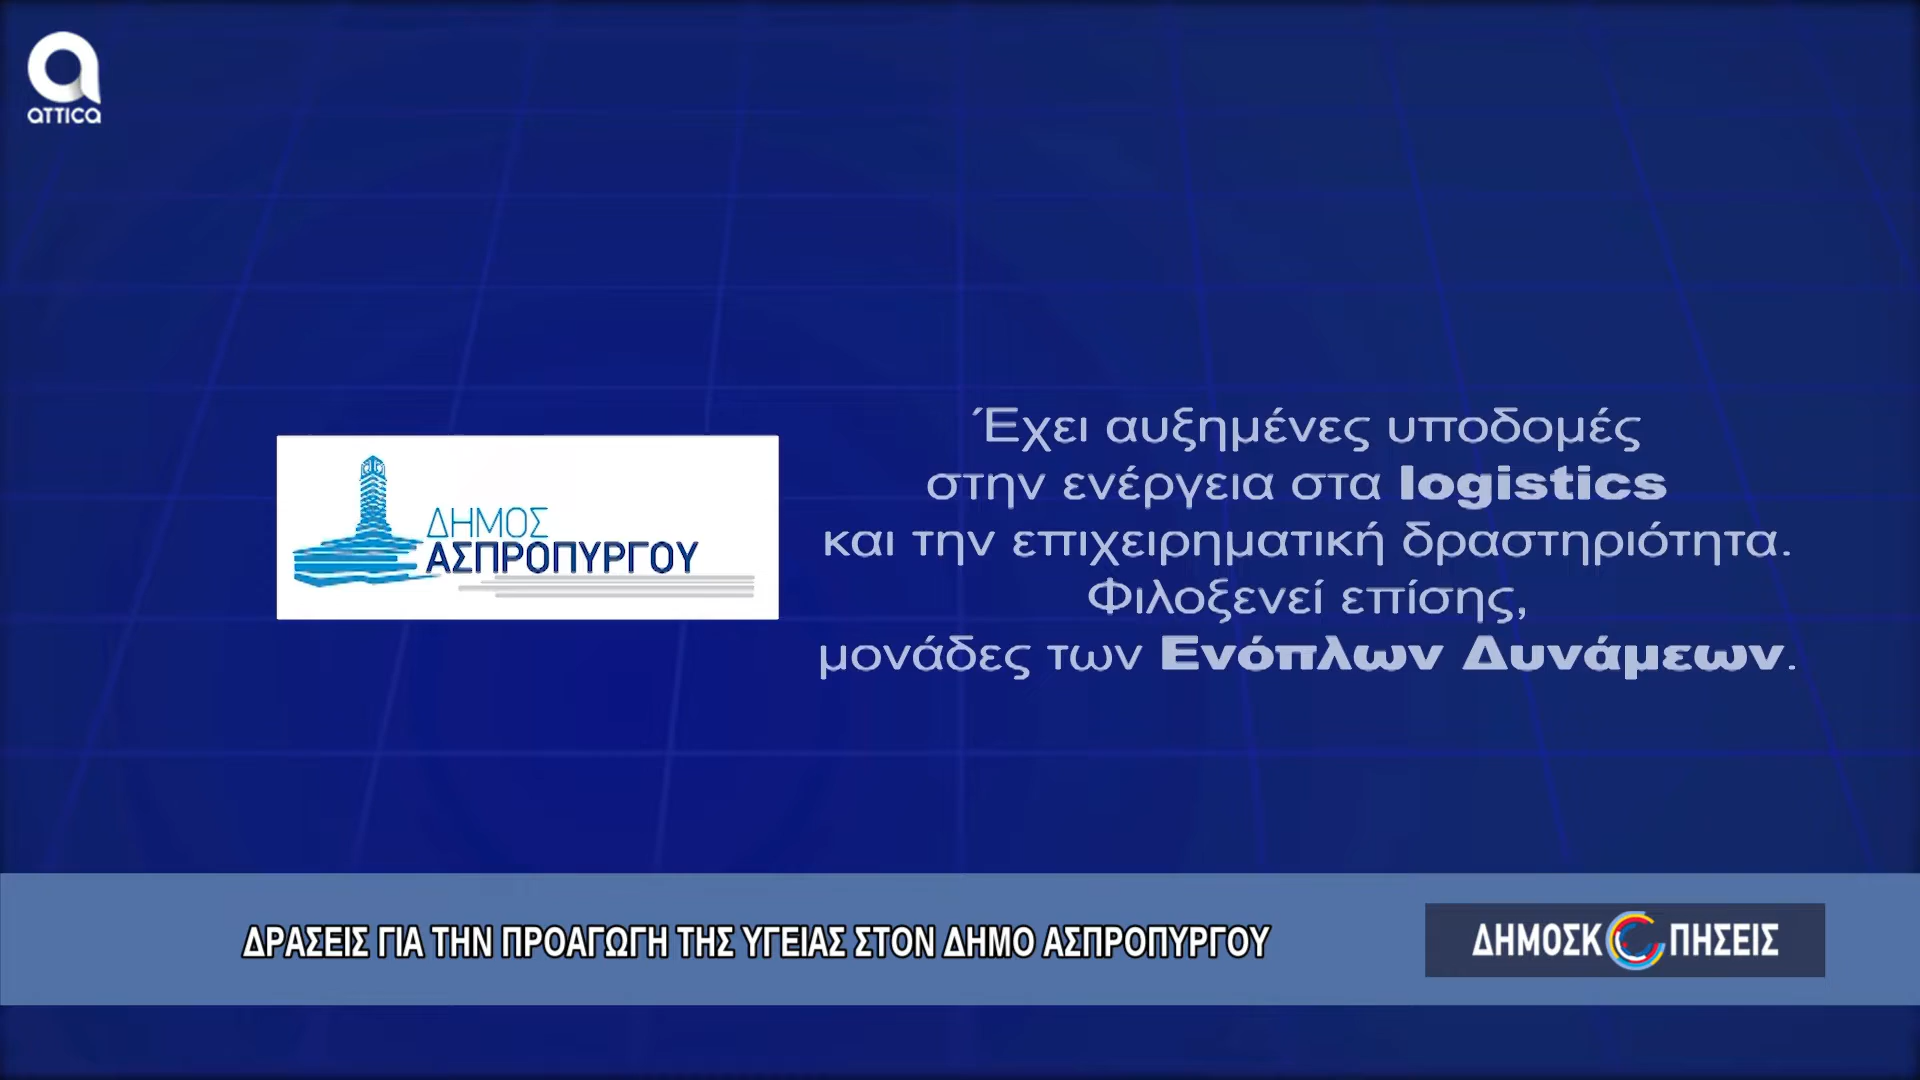 attica
Έχει αυξημένες υποδομές
στην ενέργεια στα logistics
και την επιχειρηματική δραστηριότητα.
Φιλοξενεί επίσης,
μονάδες των Ενόπλων Δυνάμεων.
ΔΗΜΟΣ
ΑΣΠΡΟΠΥΡΓΟΥ
ΔΡΑΣΕΙΣ ΓΙΑ ΤΗΝ ΠΡΟΑΓΩΓΗ ΤΗΣ ΥΓΕΙΑΣ ΣΤΟΝ ΔΗΜΟ ΑΣΠΡΟΠΥΡΓΟΥ
ΔΗΜΟΣΚΟΠΗΣΕΙΣ